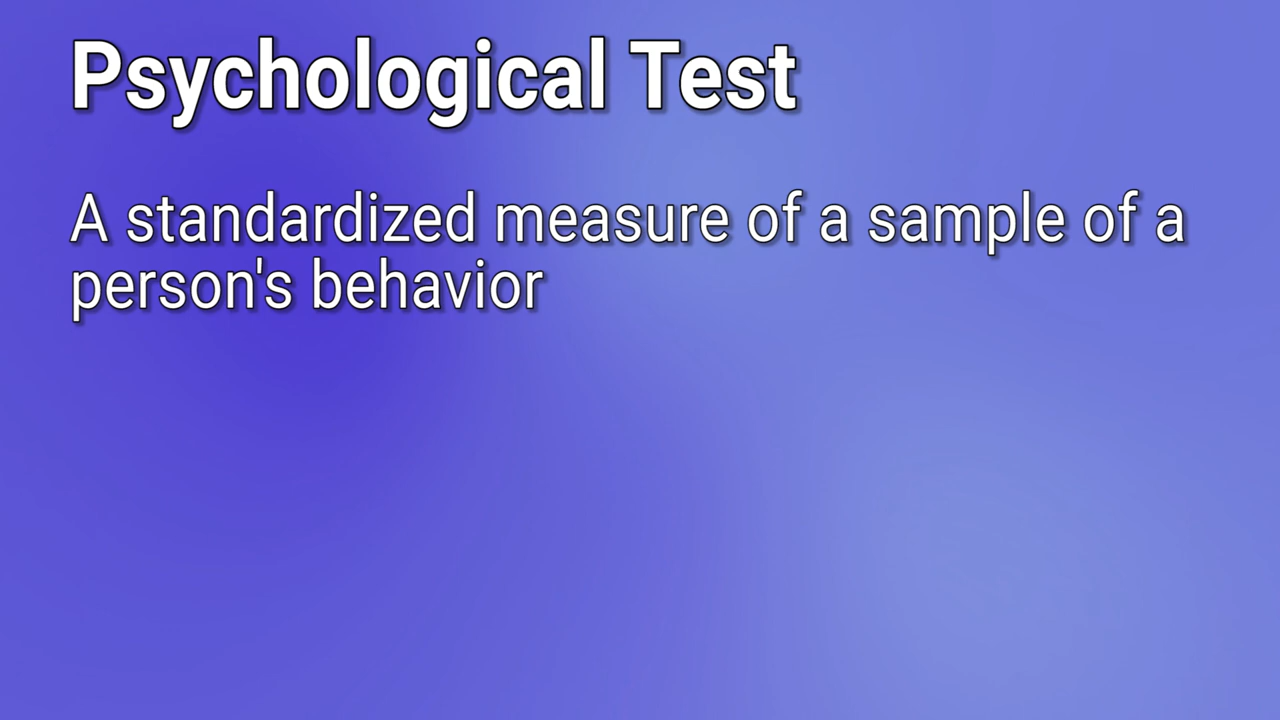 Psychological Test
A standardized measure of a sample of a
person's behavior